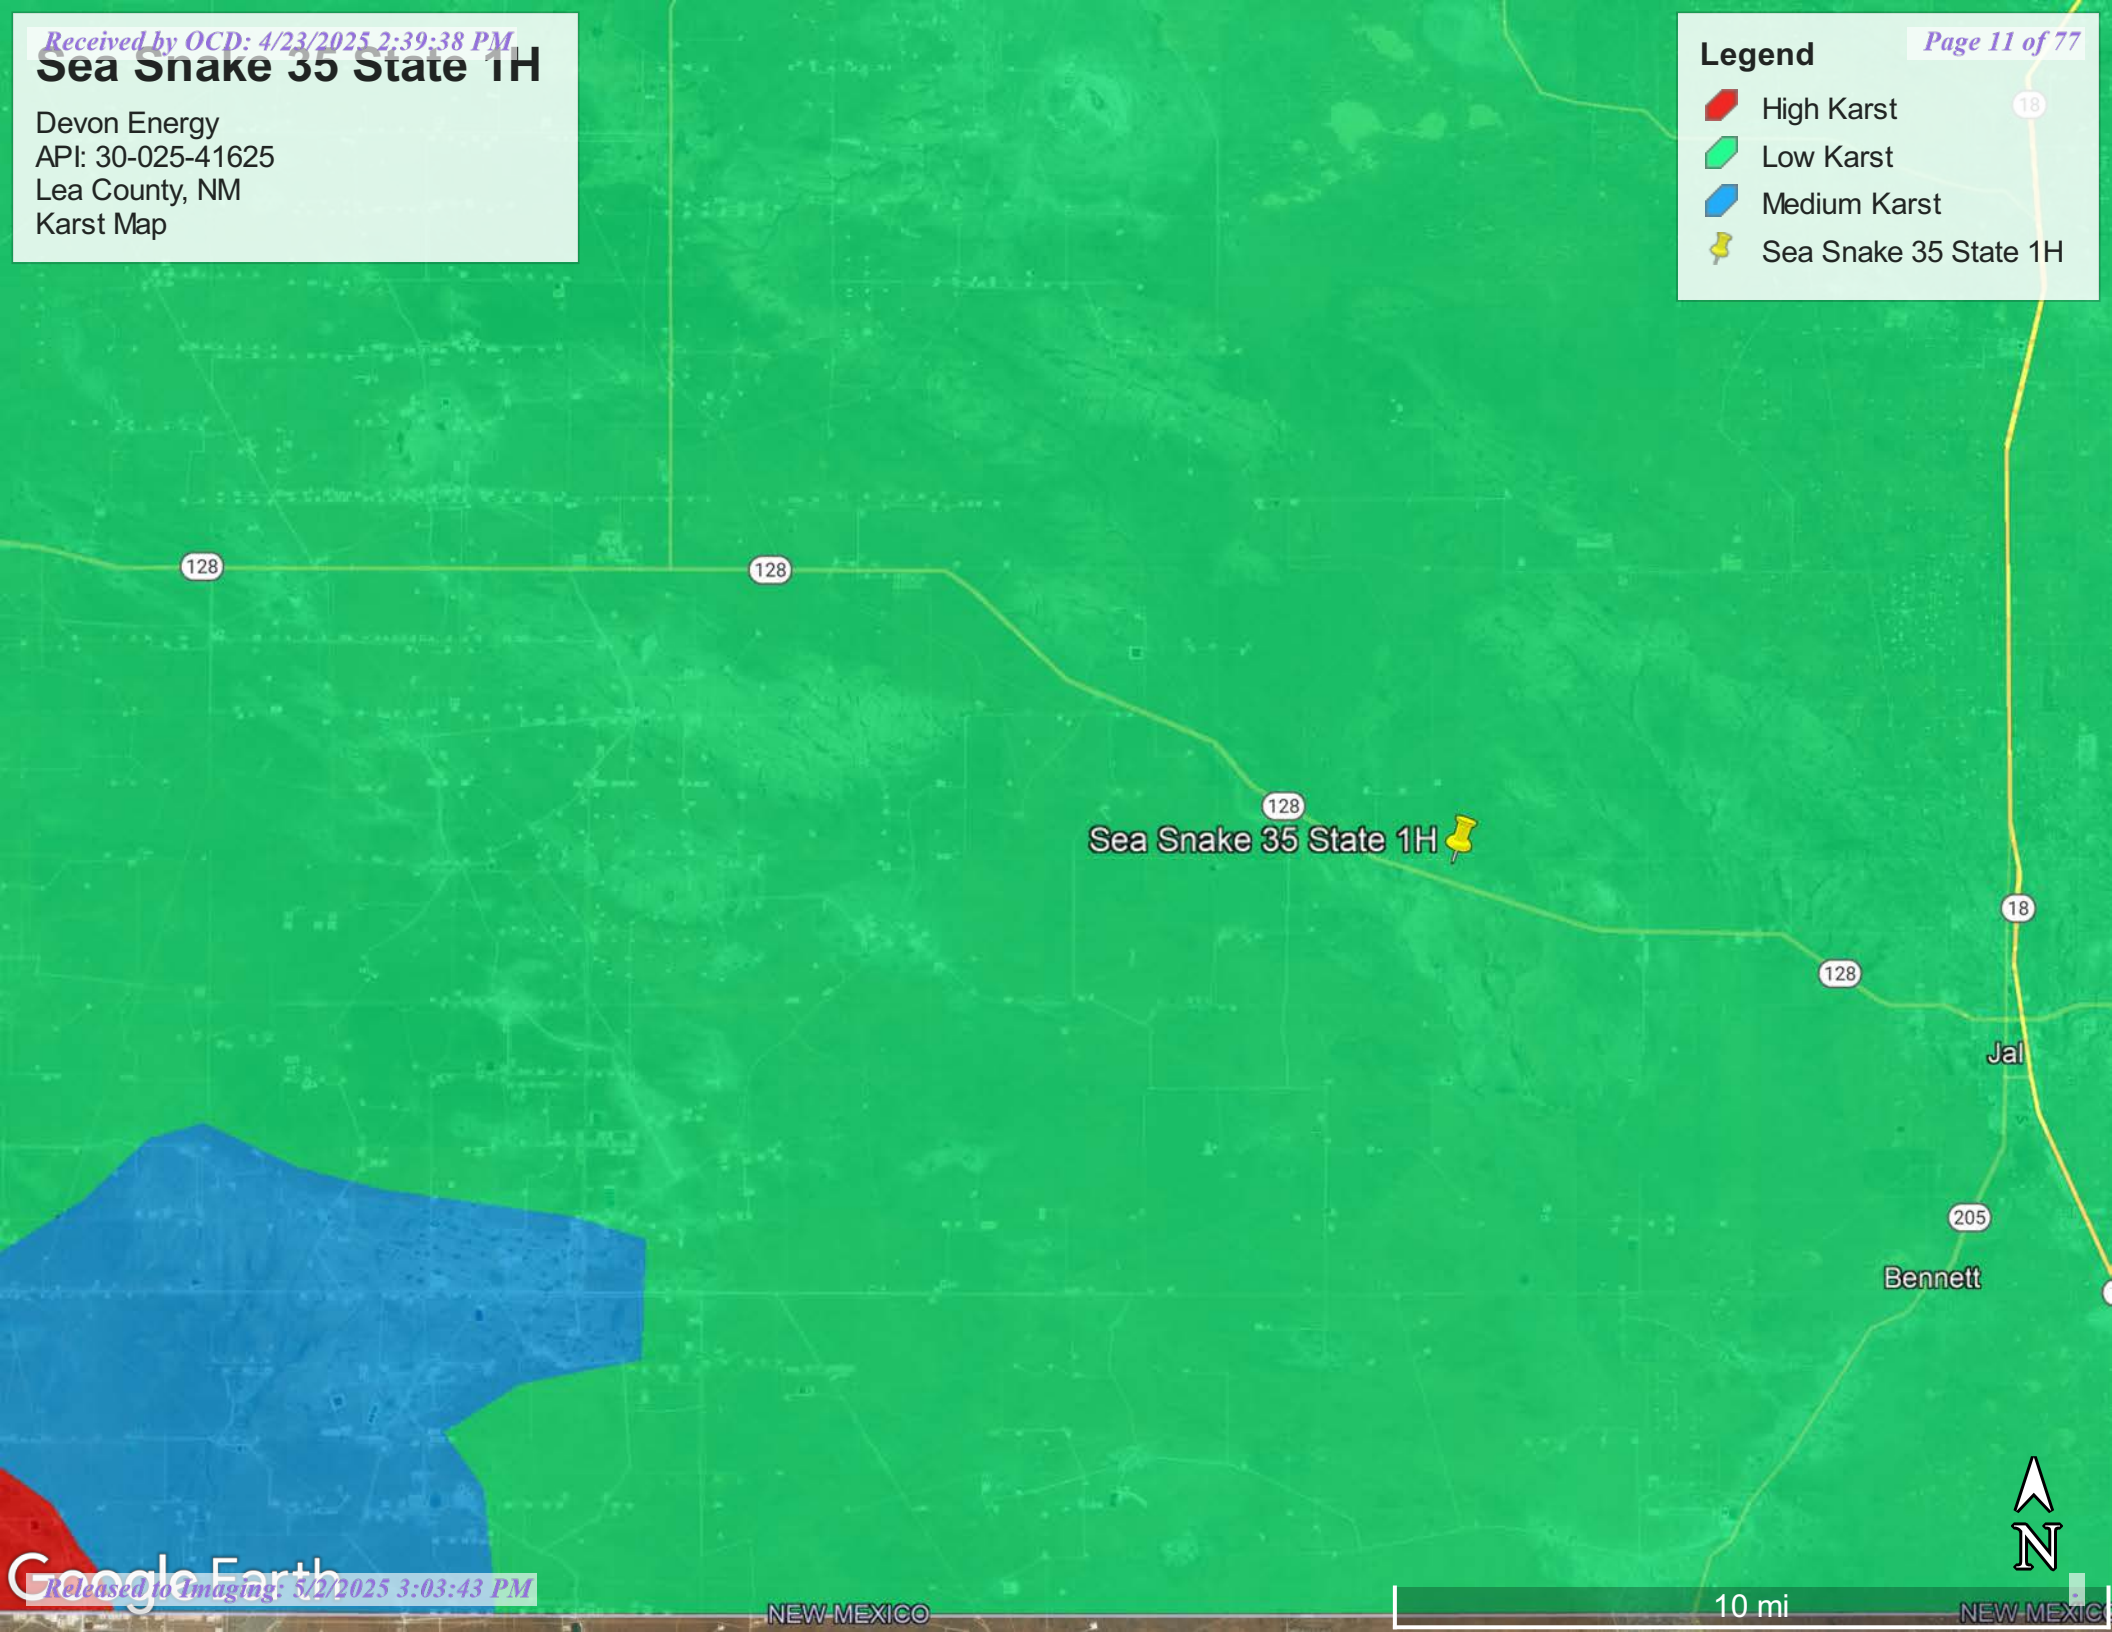 Received by OCD: 4/23/2025 2:39:38 PM
Page 11 of 77
Sea Snake 35 State 1H
Devon Energy
API: 30-025-41625
Lea County, NM
Karst Map
Legend
High Karst
Low Karst
Medium Karst
Sea Snake 35 State 1H
18
128
128
128
Sea Snake 35 State 1H
18
128
Jal
205
Bennett
N
Google Earth
Released to Imaging: 5/2/2025 3:03:43 PM
10 mi
NEW MEXICO
NEW MEXICO